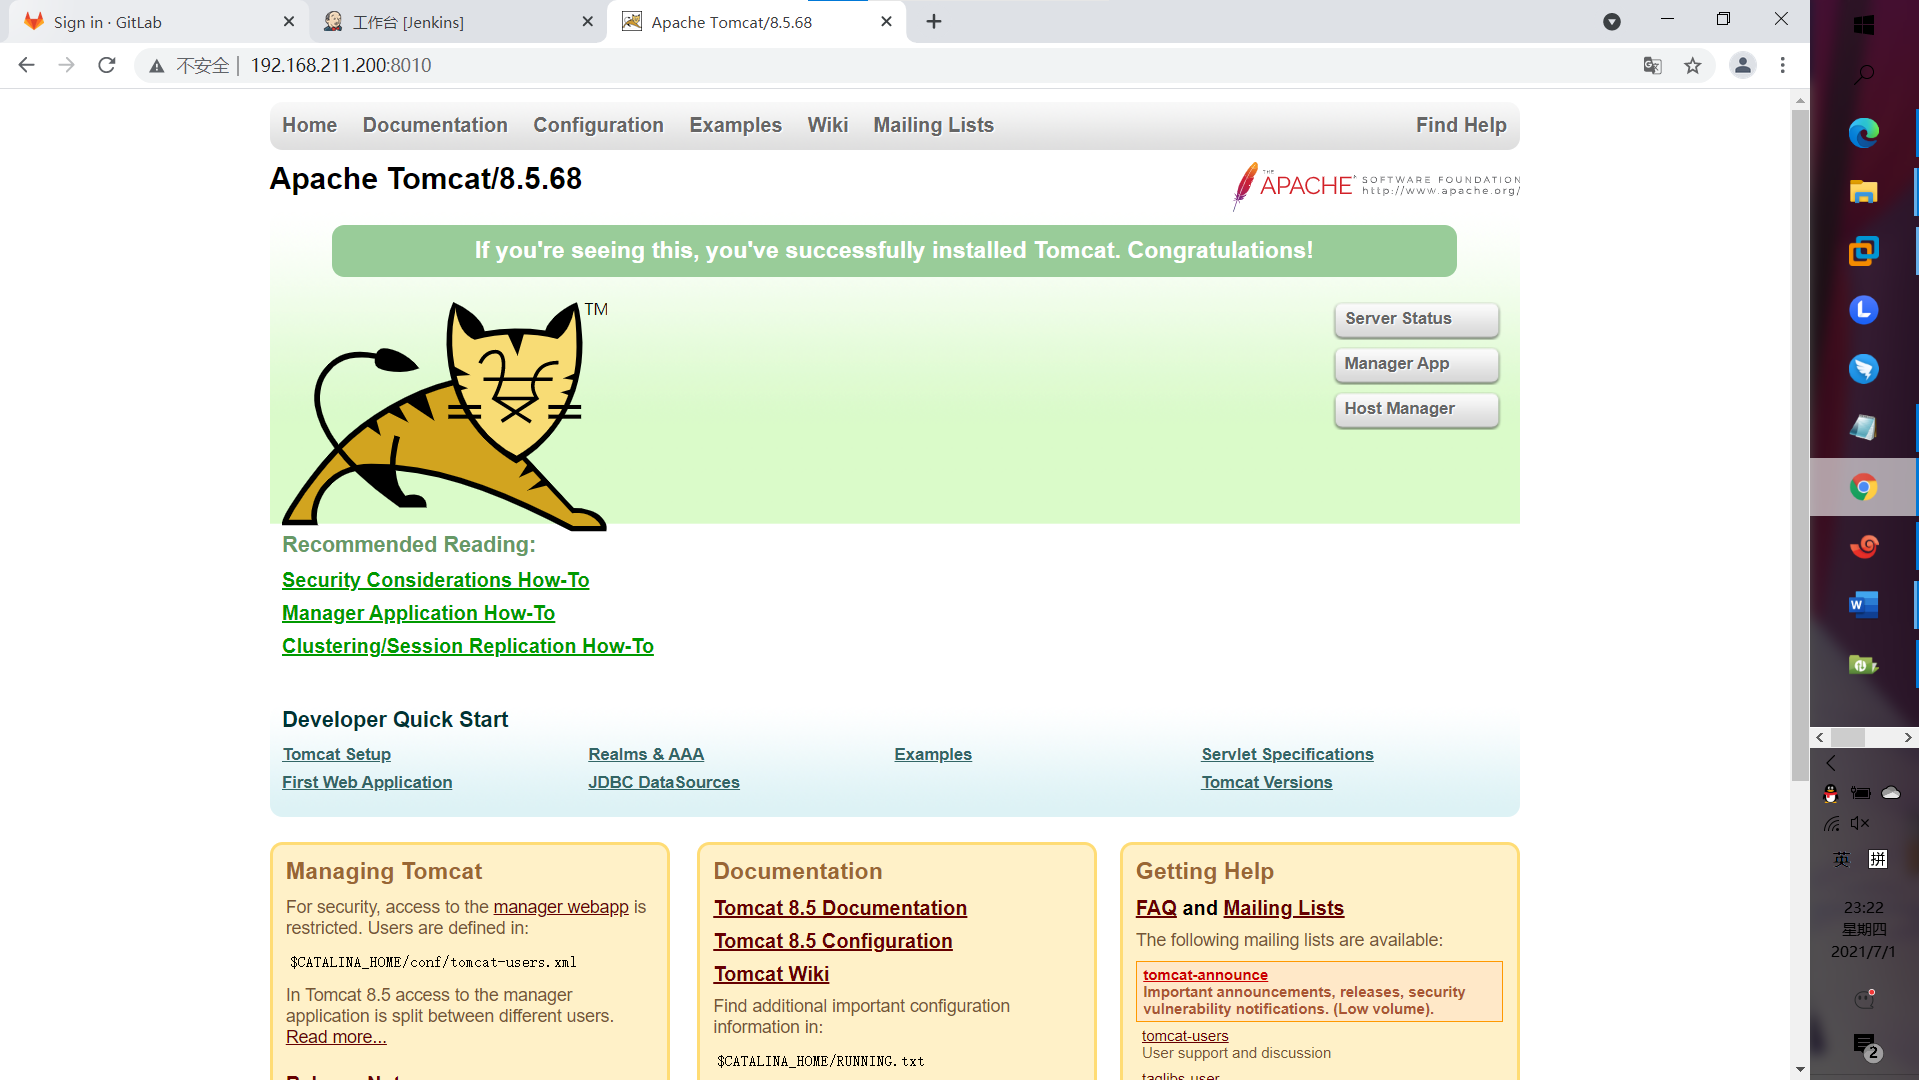 Sign in · GitLab
工作台 [Jenkins]
Apache Tomcat/8.5.68
不安全 | 192.168.211.200:8010
Home Documentation Configuration Examples Wiki Mailing Lists Find Help
Apache Tomcat/8.5.68
THE APACHE SOFTWARE FOUNDATION
http://www.apache.org/
If you're seeing this, you've successfully installed Tomcat. Congratulations!
TM
Server Status
Manager App
Host Manager
Recommended Reading:
Security Considerations How-To
Manager Application How-To
Clustering/Session Replication How-To
Developer Quick Start
Tomcat Setup Realms & AAA Examples Servlet Specifications
First Web Application JDBC DataSources Tomcat Versions
Managing Tomcat
For security, access to the manager webapp is
restricted. Users are defined in:
$CATALINA_HOME/conf/tomcat-users.xml
In Tomcat 8.5 access to the manager
application is split between different users.
Read more...
Documentation
Tomcat 8.5 Documentation
Tomcat 8.5 Configuration
Tomcat Wiki
Find additional important configuration
information in:
$CATALINA_HOME/RUNNING.txt
Getting Help
FAQ and Mailing Lists
The following mailing lists are available:
tomcat-announce
Important announcements, releases, security
vulnerability notifications. (Low volume).
tomcat-users
User support and discussion
taglibs-user
英 拼
23:22
星期四
2021/7/1
2